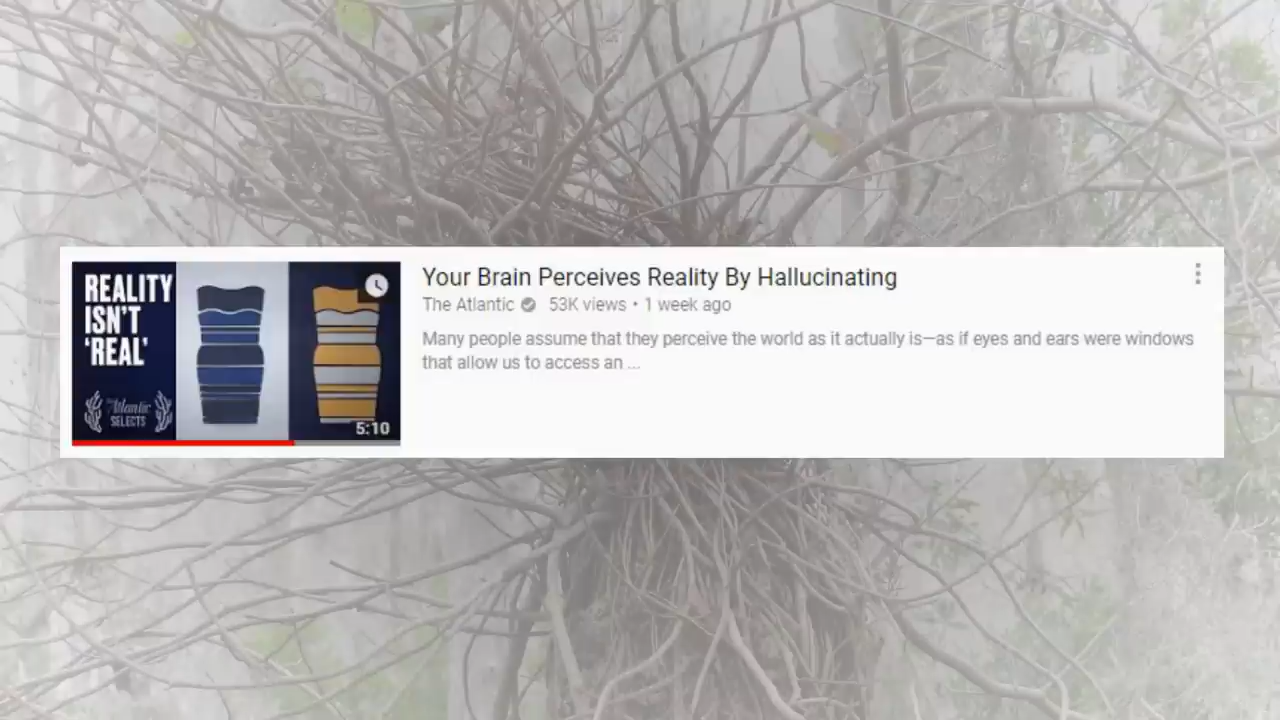 REALITY
ISN'T
'REAL'
The Atlantic
SELECTS
5:10
Your Brain Perceives Reality By Hallucinating
The Atlantic 53K views • 1 week ago
Many people assume that they perceive the world as it actually is—as if eyes and ears were windows
that allow us to access an ...